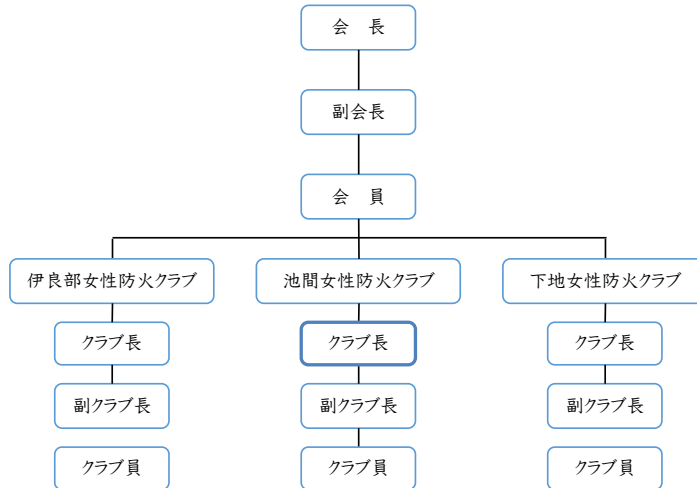 会　長
副会長
会　員
伊良部女性防火クラブ
池間女性防火クラブ
下地女性防火クラブ
クラブ長
クラブ長
クラブ長
副クラブ長
副クラブ長
副クラブ長
クラブ員
クラブ員
クラブ員